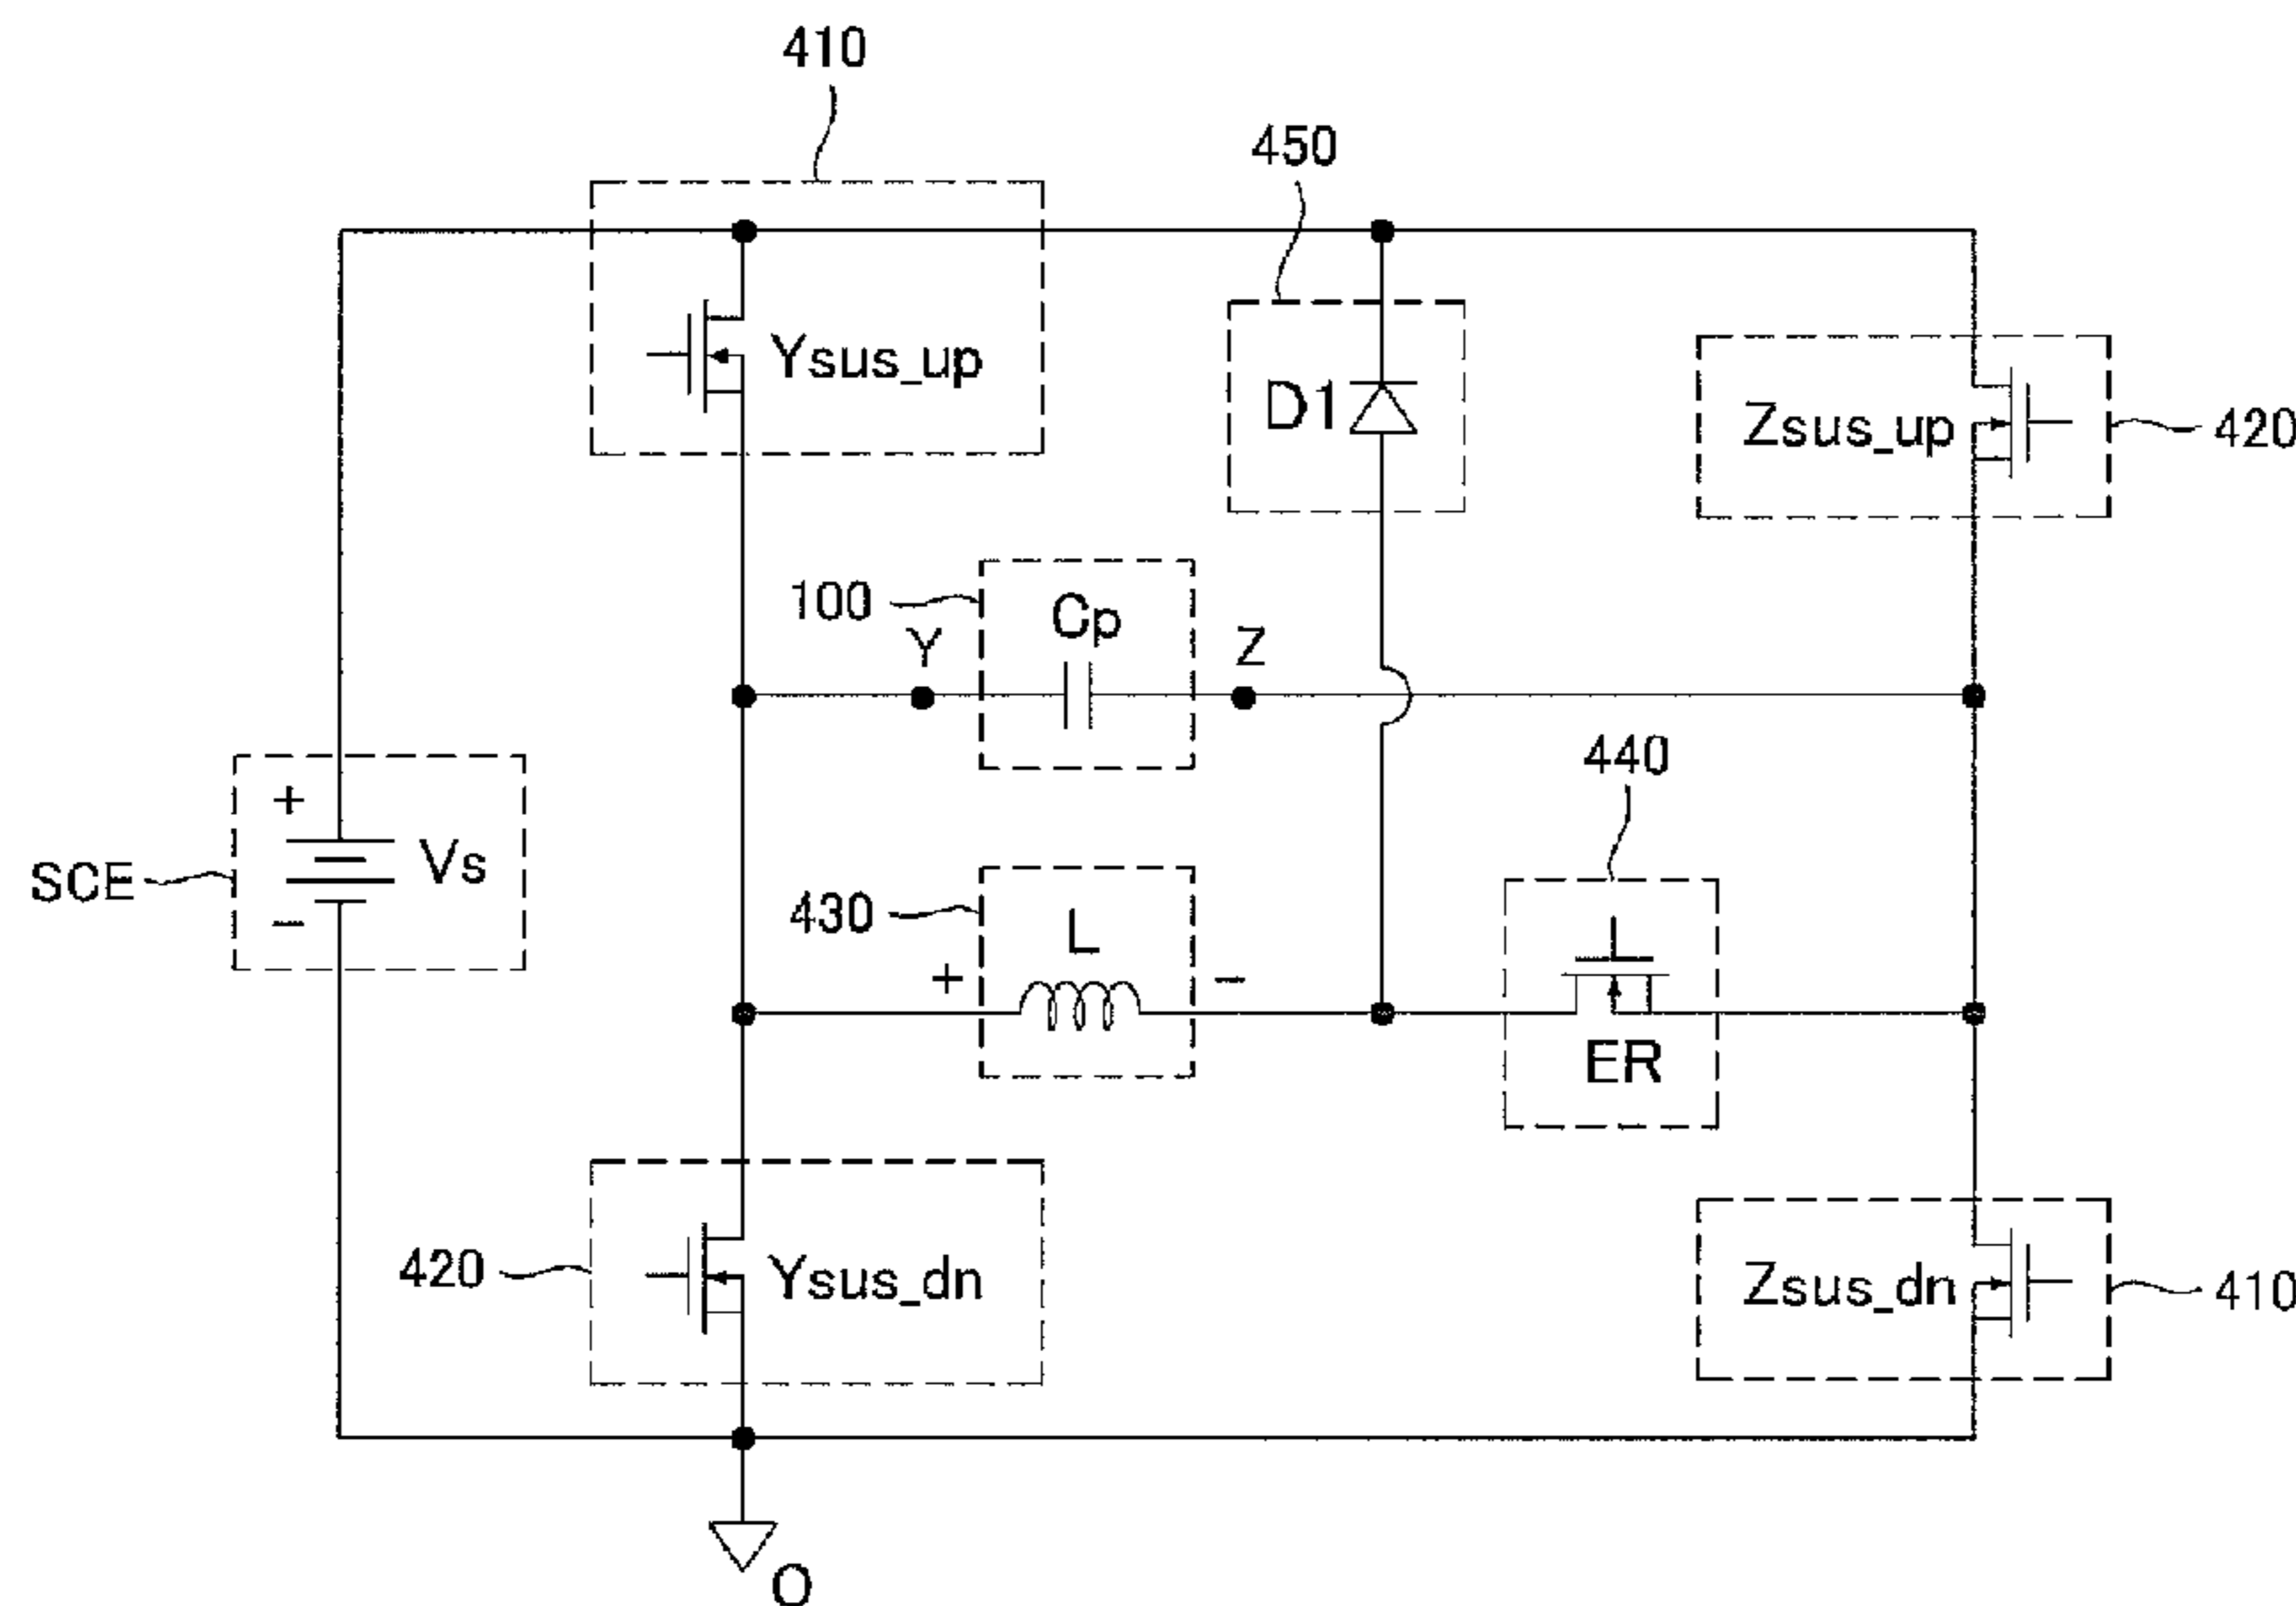 410
450
Ysus_up
D1
Zsus_up
420
100
Cp
Y
Z
440
+
Vs
SCE
−
430
L
+
−
ER
420
Ysus_dn
Zsus_dn
410
O